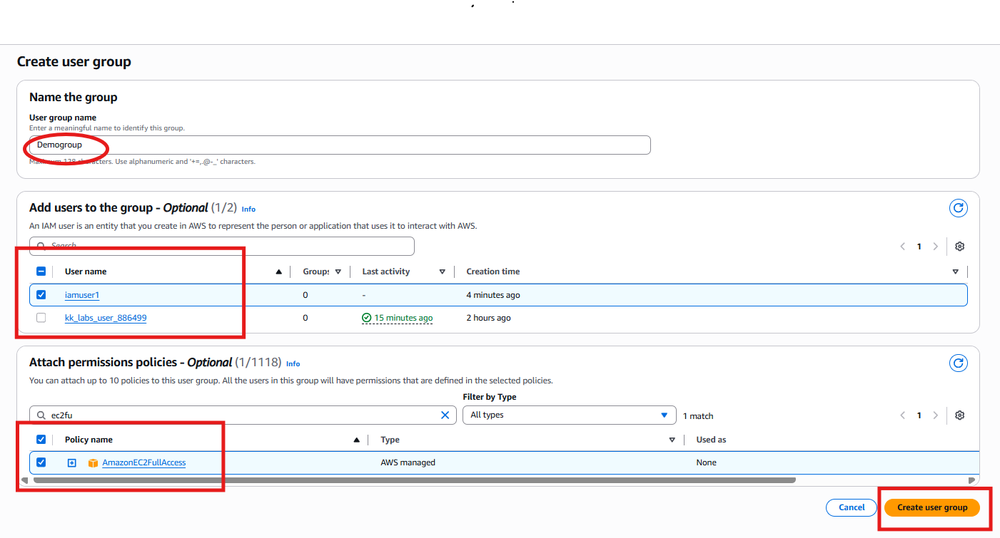 Create user group
Name the group
User group name
Enter a meaningful name to identify this group.
Demogroup
Maximum 128 characters. Use alphanumeric and '+=,.@-_' characters.
Add users to the group - Optional (1/2) Info
An IAM user is an entity that you create in AWS to represent the person or application that uses it to interact with AWS.
Search
1
User name Groups Last activity Creation time
iamuser1 0 - 4 minutes ago
kk_labs_user_886499 0 15 minutes ago 2 hours ago
Attach permissions policies - Optional (1/1118) Info
You can attach up to 10 policies to this user group. All the users in this group will have permissions that are defined in the selected policies.
Filter by Type
ec2fu All types 1 match 1
Policy name Type Used as
AmazonEC2FullAccess AWS managed None
Cancel Create user group